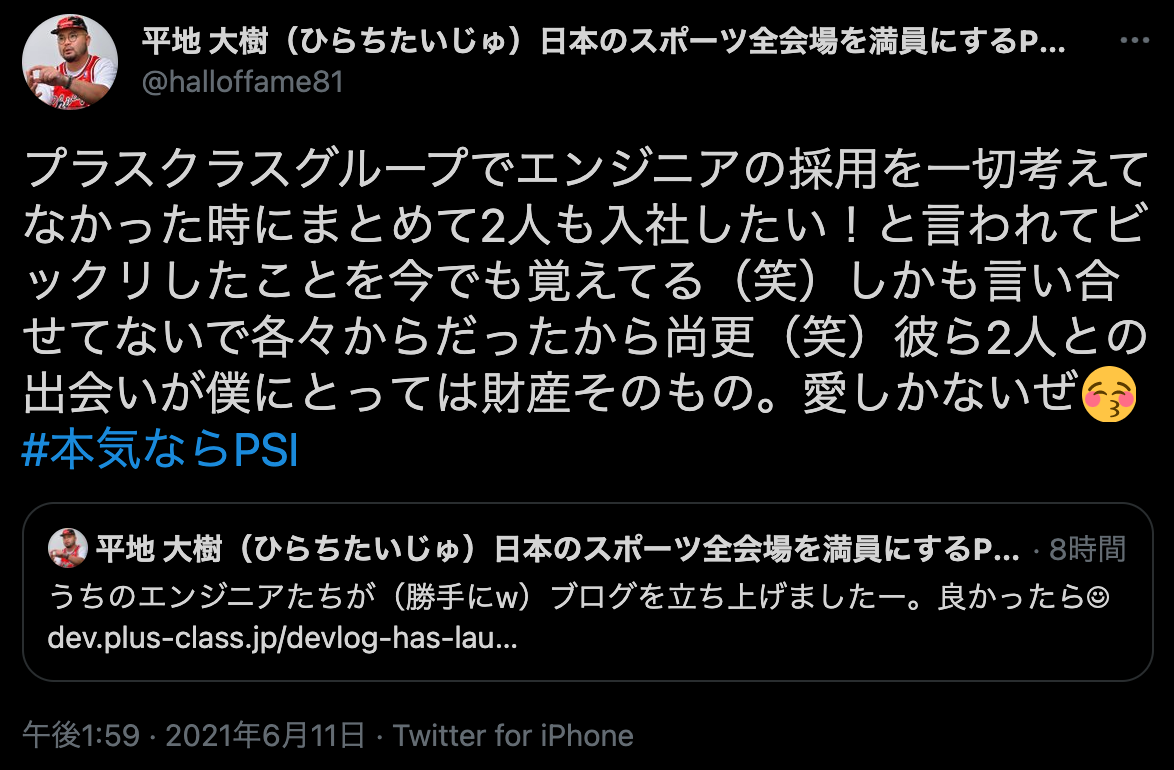 平地 大樹（ひらちたいじゅ）日本のスポーツ全会場を満員にするP...
@halloffame81
プラスクラスグループでエンジニアの採用を一切考えて
なかった時にまとめて2人も入社したい！と言われてビ
ックリしたことを今でも覚えてる（笑）しかも言い合
せてないで各々からだったから尚更（笑）彼ら2人との
出会いが僕にとっては財産そのもの。愛しかないぜ😚
#本気ならPSI
平地 大樹（ひらちたいじゅ）日本のスポーツ全会場を満員にするP... · 8時間
うちのエンジニアたちが（勝手にw）ブログを立ち上げましたー。良かったら☺
dev.plus-class.jp/devlog-has-lau...
午後1:59 · 2021年6月11日 · Twitter for iPhone